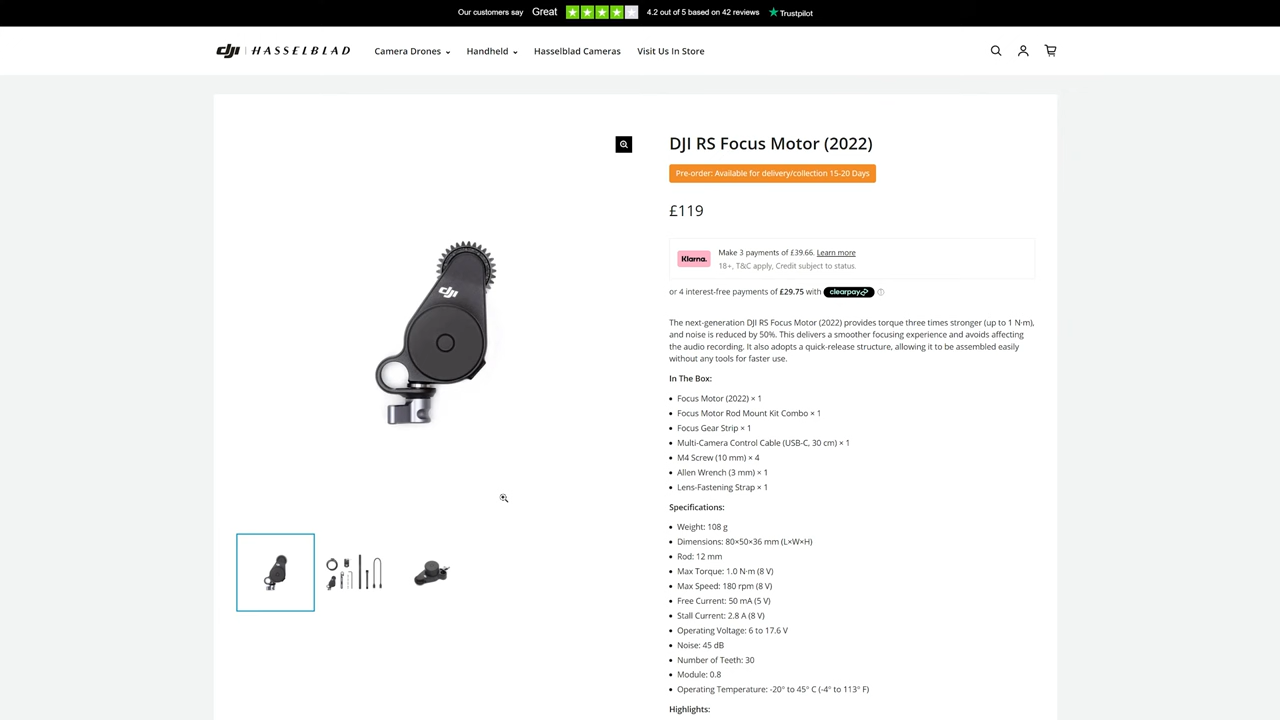 Our customers say Great 4.2 out of 5 based on 42 reviews Trustpilot
dji HASSELBLAD Camera Drones Handheld Hasselblad Cameras Visit Us In Store
DJI RS Focus Motor (2022)
Pre-order: Available for delivery/collection 15-20 Days
£119
Klarna. Make 3 payments of £39.66. Learn more
18+, T&C apply, Credit subject to status.
or 4 interest-free payments of £29.75 with clearpay
The next-generation DJI RS Focus Motor (2022) provides torque three times stronger (up to 1 N·m),
and noise is reduced by 50%. This delivers a smoother focusing experience and avoids affecting
the audio recording. It also adopts a quick-release structure, allowing it to be assembled easily
without any tools for faster use.
In The Box:
• Focus Motor (2022) × 1
• Focus Motor Rod Mount Kit Combo × 1
• Focus Gear Strip × 1
• Multi-Camera Control Cable (USB-C, 30 cm) × 1
• M4 Screw (10 mm) × 4
• Allen Wrench (3 mm) × 1
• Lens-Fastening Strap × 1
Specifications:
• Weight: 108 g
• Dimensions: 80×50×36 mm (L×W×H)
• Rod: 12 mm
• Max Torque: 1.0 N·m (8 V)
• Max Speed: 180 rpm (8 V)
• Free Current: 50 mA (5 V)
• Stall Current: 2.8 A (8 V)
• Operating Voltage: 6 to 17.6 V
• Noise: 45 dB
• Number of Teeth: 30
• Module: 0.8
• Operating Temperature: -20° to 45° C (-4° to 113° F)
Highlights:
dji